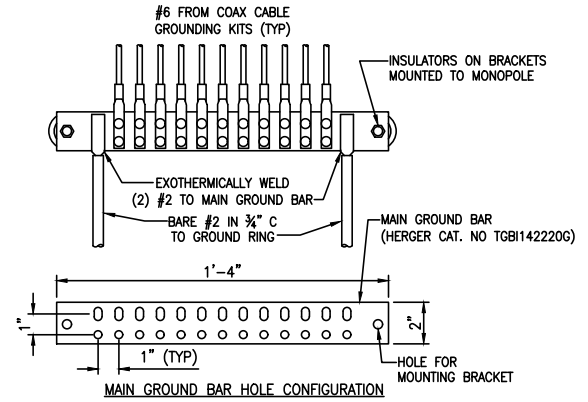 #6 FROM COAX CABLE
GROUNDING KITS (TYP)
INSULATORS ON BRACKETS
MOUNTED TO MONOPOLE
EXOTHERMICALLY WELD
(2) #2 TO MAIN GROUND BAR
BARE #2 IN ¾" C
TO GROUND RING
MAIN GROUND BAR
(HERGER CAT. NO TGBI142220G)
1'-4"
1"
2"
1" (TYP)
HOLE FOR
MOUNTING BRACKET
MAIN GROUND BAR HOLE CONFIGURATION